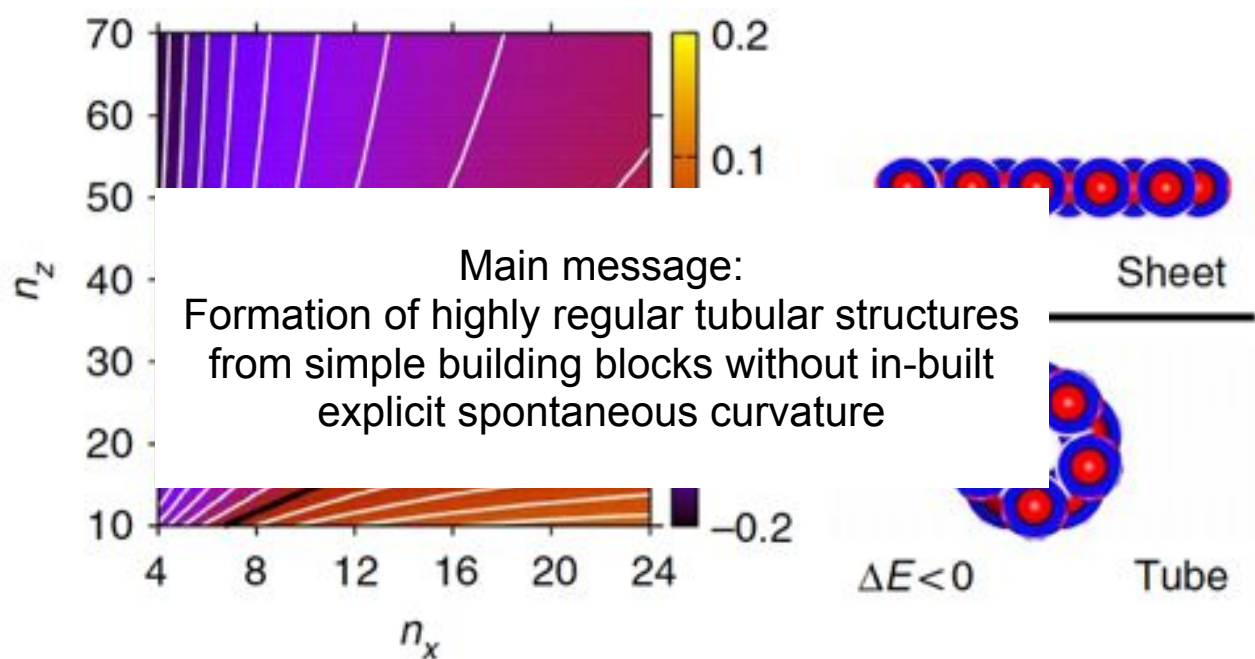 70
60
50
40
30
20
10
n_z
4 8 12 16 20 24
n_x
0.2
0.1
–0.2
Main message:
Formation of highly regular tubular structures
from simple building blocks without in-built
explicit spontaneous curvature
Sheet
ΔE<0 Tube